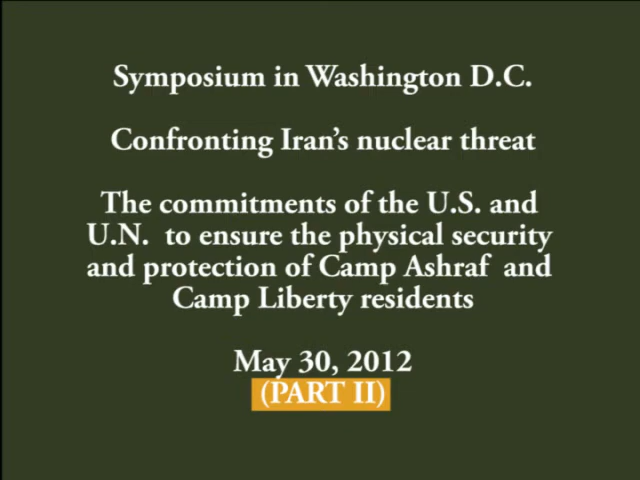 Symposium in Washington D.C.
Confronting Iran's nuclear threat
The commitments of the U.S. and
U.N.  to ensure the physical security
and protection of Camp Ashraf  and
Camp Liberty residents
May 30, 2012
(PART II)